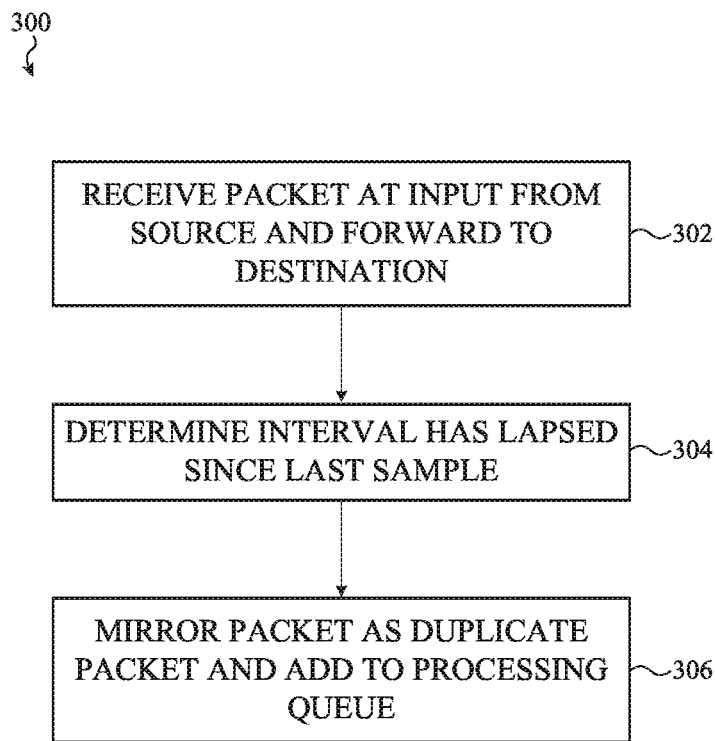 300
RECEIVE PACKET AT INPUT FROM
SOURCE AND FORWARD TO
DESTINATION
302
DETERMINE INTERVAL HAS LAPSED
SINCE LAST SAMPLE
304
MIRROR PACKET AS DUPLICATE
PACKET AND ADD TO PROCESSING
QUEUE
306